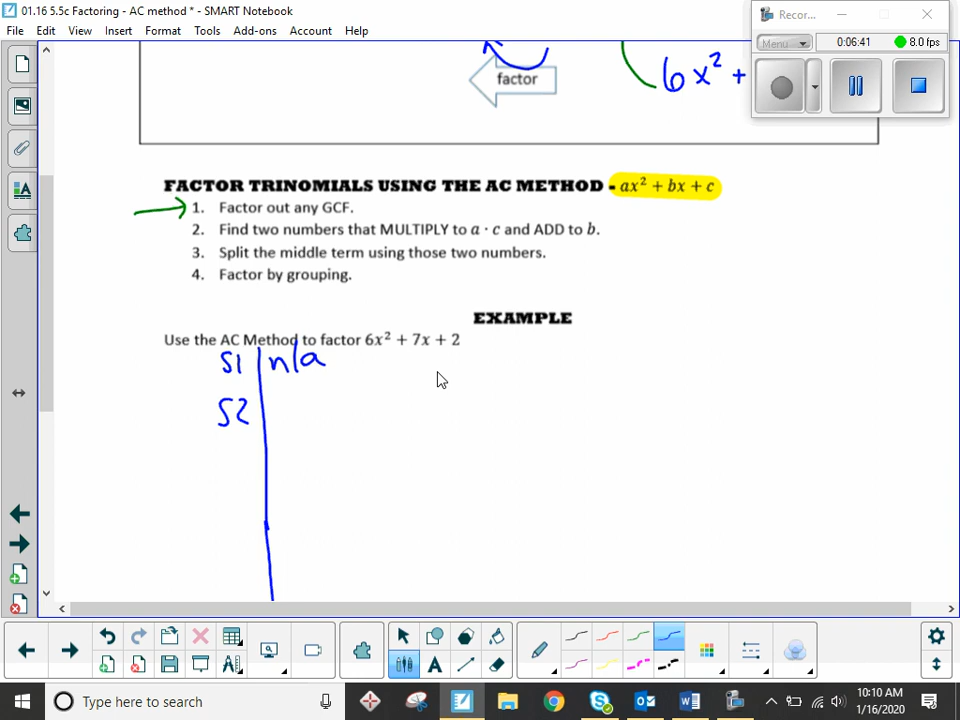 01.16 5.5c Factoring - AC method * - SMART Notebook
File Edit View Insert Format Tools Add-ons Account Help
Recor...
Menu 0:06:41 8.0 fps
factor
6x² +
FACTOR TRINOMIALS USING THE AC METHOD - ax² + bx + c
1. Factor out any GCF.
2. Find two numbers that MULTIPLY to a · c and ADD to b.
3. Split the middle term using those two numbers.
4. Factor by grouping.
EXAMPLE
Use the AC Method to factor 6x² + 7x + 2
S1 n/a
S2
Type here to search
10:10 AM
1/16/2020